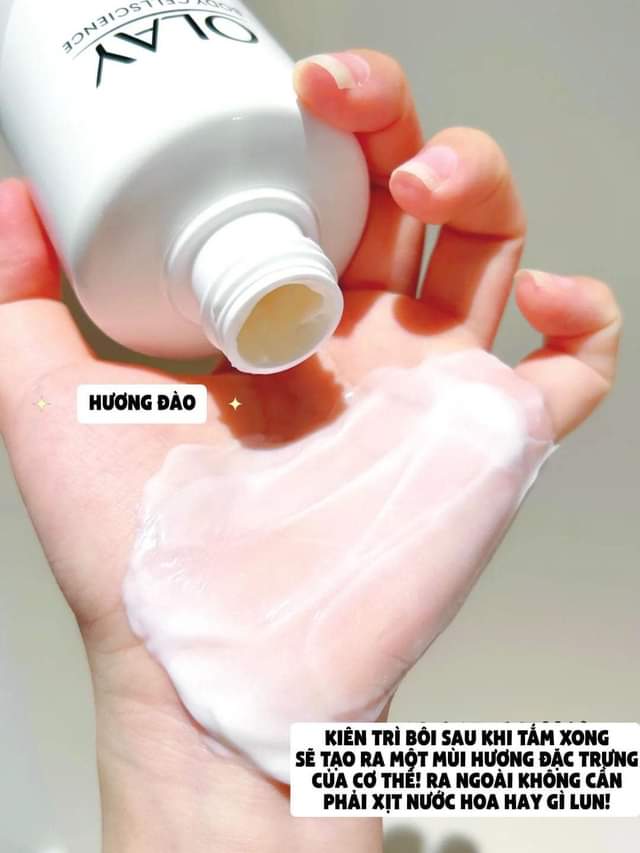 OLAY
BODY CELLSCIENCE
HƯƠNG ĐÀO
KIÊN TRÌ BÔI SAU KHI TẮM XONG
SẼ TẠO RA MỘT MÙI HƯƠNG ĐẶC TRƯNG
CỦA CƠ THỂ! RA NGOÀI KHÔNG CẦN
PHẢI XỊT NƯỚC HOA HAY GÌ LUN!